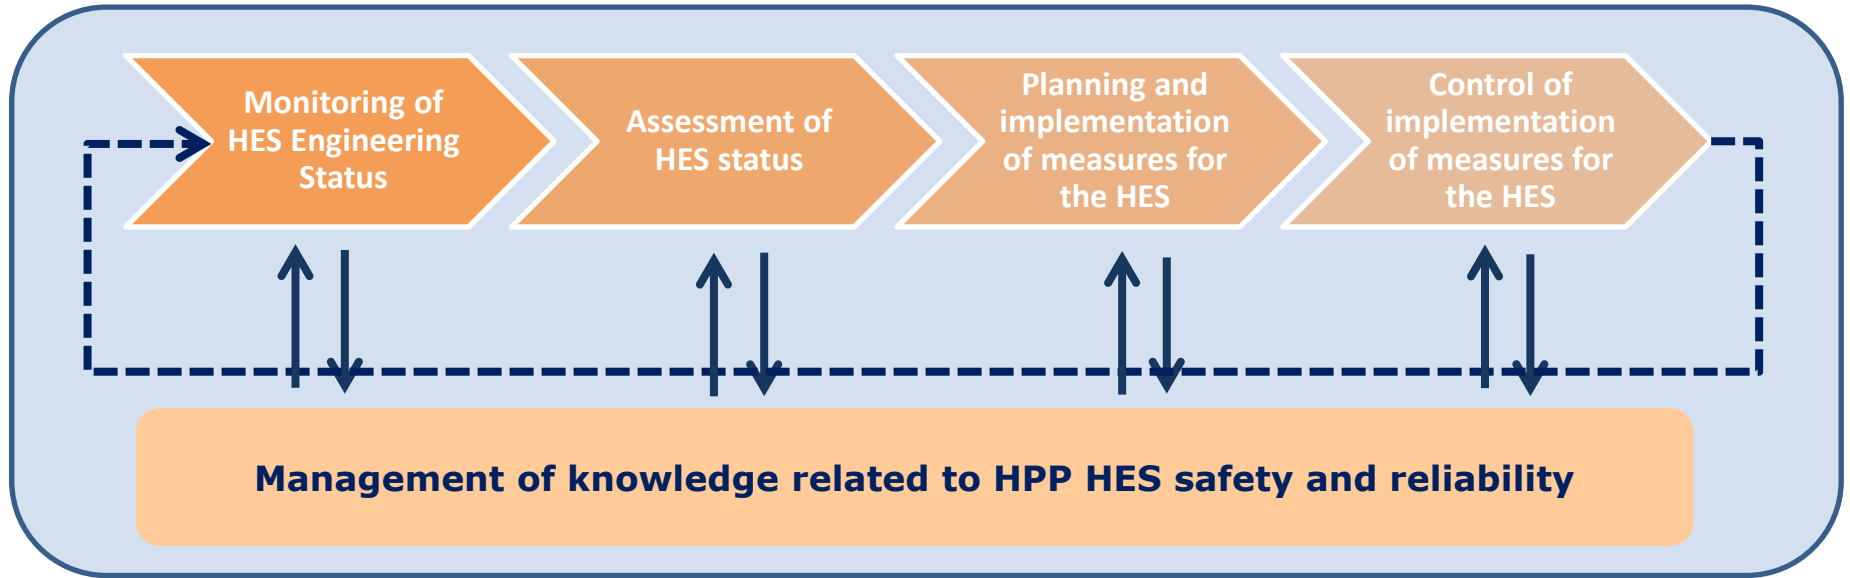 Monitoring of
HES Engineering
Status
Assessment of
HES status
Planning and
implementation
of measures for
the HES
Control of
implementation
of measures for
the HES
Management of knowledge related to HPP HES safety and reliability